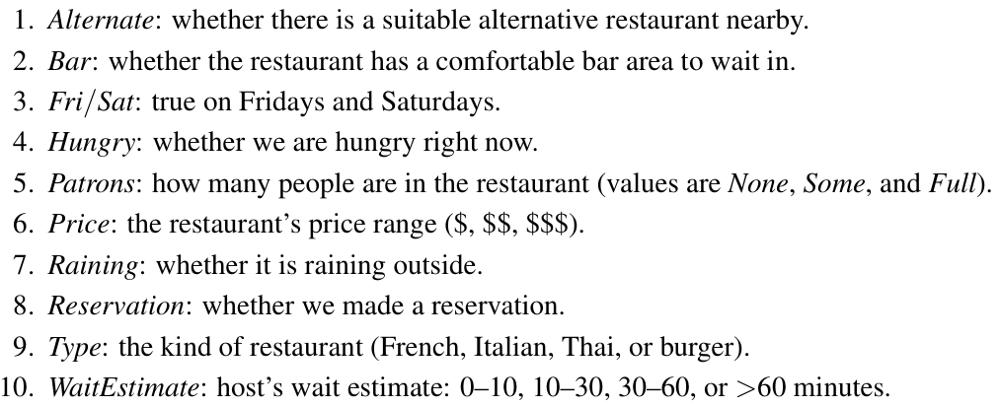 1. Alternate: whether there is a suitable alternative restaurant nearby.
2. Bar: whether the restaurant has a comfortable bar area to wait in.
3. Fri/Sat: true on Fridays and Saturdays.
4. Hungry: whether we are hungry right now.
5. Patrons: how many people are in the restaurant (values are None, Some, and Full).
6. Price: the restaurant’s price range ($, $$, $$$).
7. Raining: whether it is raining outside.
8. Reservation: whether we made a reservation.
9. Type: the kind of restaurant (French, Italian, Thai, or burger).
10. WaitEstimate: host’s wait estimate: 0–10, 10–30, 30–60, or >60 minutes.